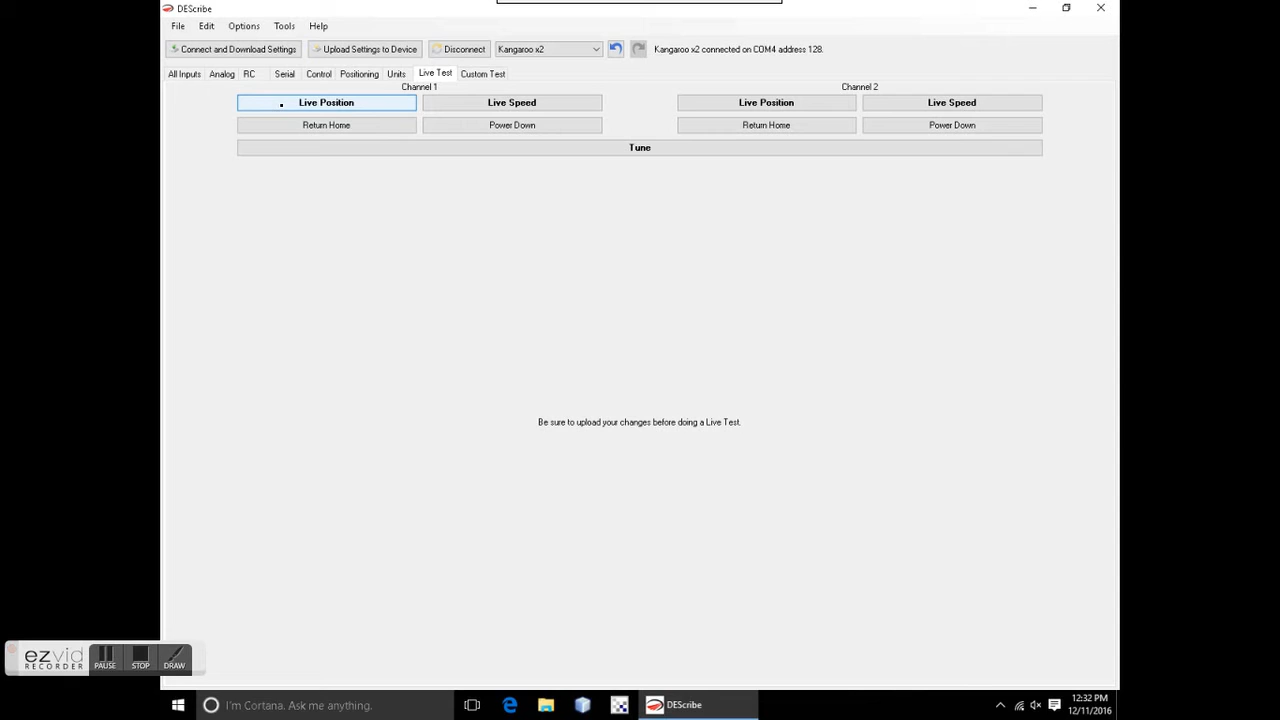 DEScribe
File Edit Options Tools Help
Connect and Download Settings Upload Settings to Device Disconnect Kangaroo x2 Kangaroo x2 connected on COM4 address 128.
All Inputs Analog RC Serial Control Positioning Units Live Test Custom Test
Channel 1 Channel 2
Live Position Live Speed Live Position Live Speed
Return Home Power Down Return Home Power Down
Tune
Be sure to upload your changes before doing a Live Test.
ezvid
RECORDER PAUSE STOP DRAW
I'm Cortana. Ask me anything. DEScribe 12:32 PM
12/11/2016